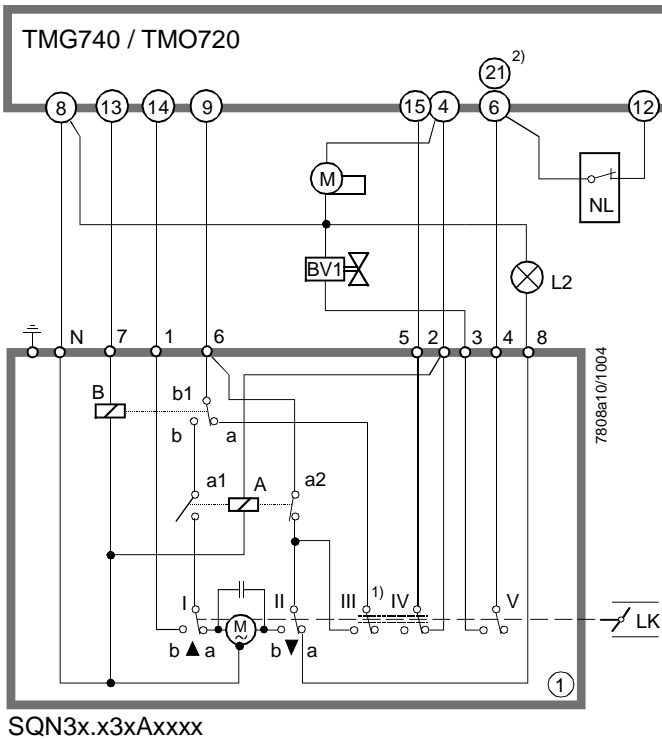 TMG740 / TMO720
21 2)
8 13 14 9 15 4 6 12
M
NL
BV1
L2
N 7 1 6 5 2 3 4 8
7808a10/1004
B b1
b a
a1 A a2
I II III 1) IV V
M
~
LK
b a b a
1
SQN3x.x3xAxxxx